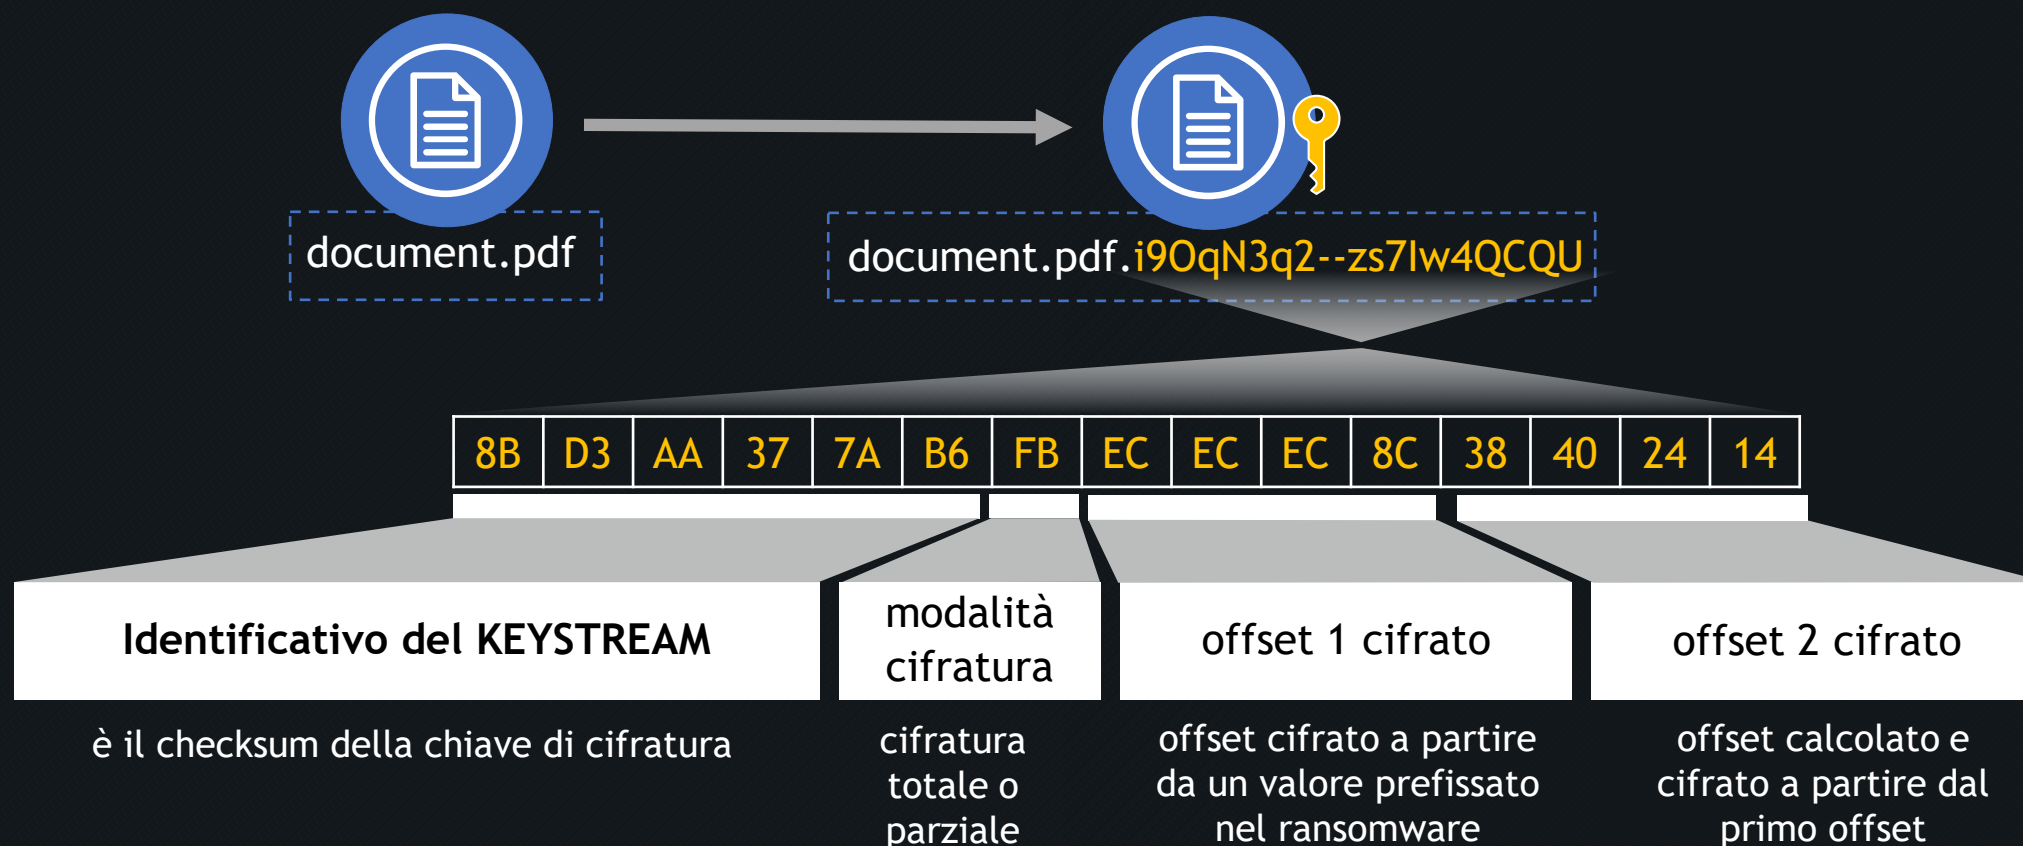 document.pdf
document.pdf.i9OqN3q2--zs7Iw4QCQU
8B D3 AA 37 7A B6 FB EC EC EC 8C 38 40 24 14
Identificativo del KEYSTREAM
modalità
cifratura
offset 1 cifrato
offset 2 cifrato
è il checksum della chiave di cifratura
cifratura
totale o
parziale
offset cifrato a partire
da un valore prefissato
nel ransomware
offset calcolato e
cifrato a partire dal
primo offset